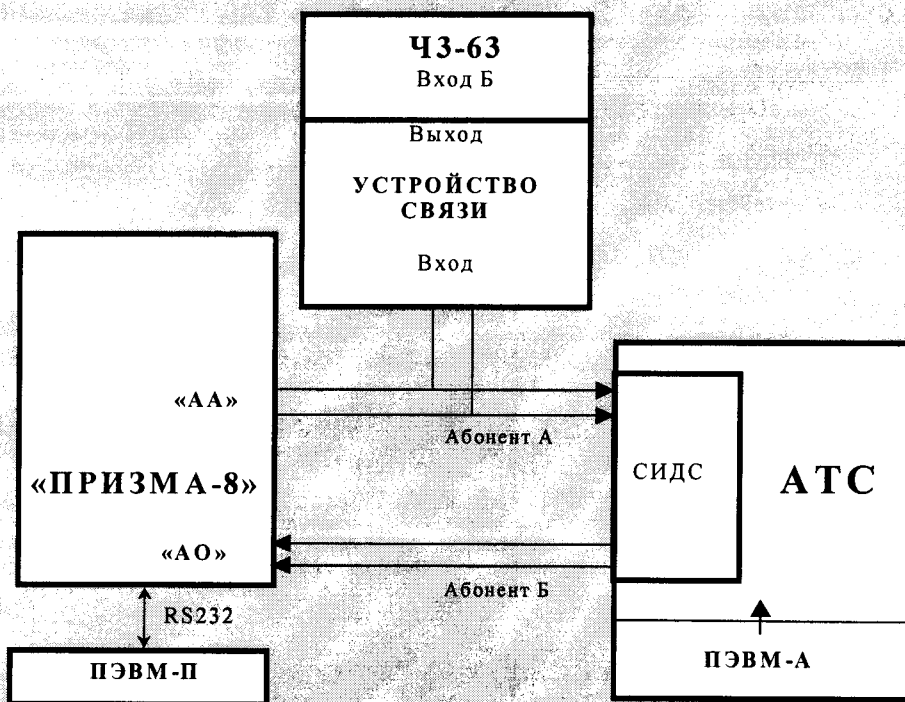 Ч3-63
Вход Б
Выход
УСТРОЙСТВО
СВЯЗИ
Вход
«АА»
Абонент А
«ПРИЗМА-8»
СИДС
АТС
«АО»
Абонент Б
RS232
ПЭВМ-П
ПЭВМ-А